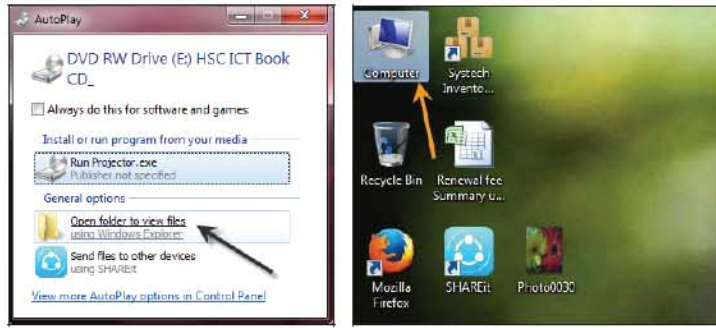 AutoPlay
DVD RW Drive (E:) HSC ICT Book
CD_
Always do this for software and games:
Install or run program from your media
Run Projector.exe
Publisher not specified
General options
Open folder to view files
using Windows Explorer
Send files to other devices
using SHAREit
View more AutoPlay options in Control Panel
Computer
Systech
Invento...
Recycle Bin
Renewal fee
Summary u...
Mozilla
Firefox
SHAREit
Photo0030